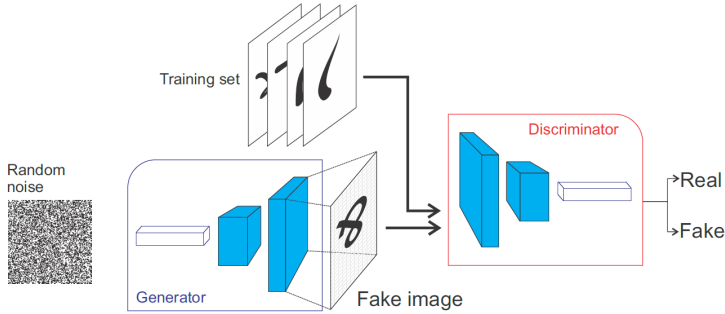 Training set
Discriminator
Random
noise
Real
Fake
Generator
Fake image